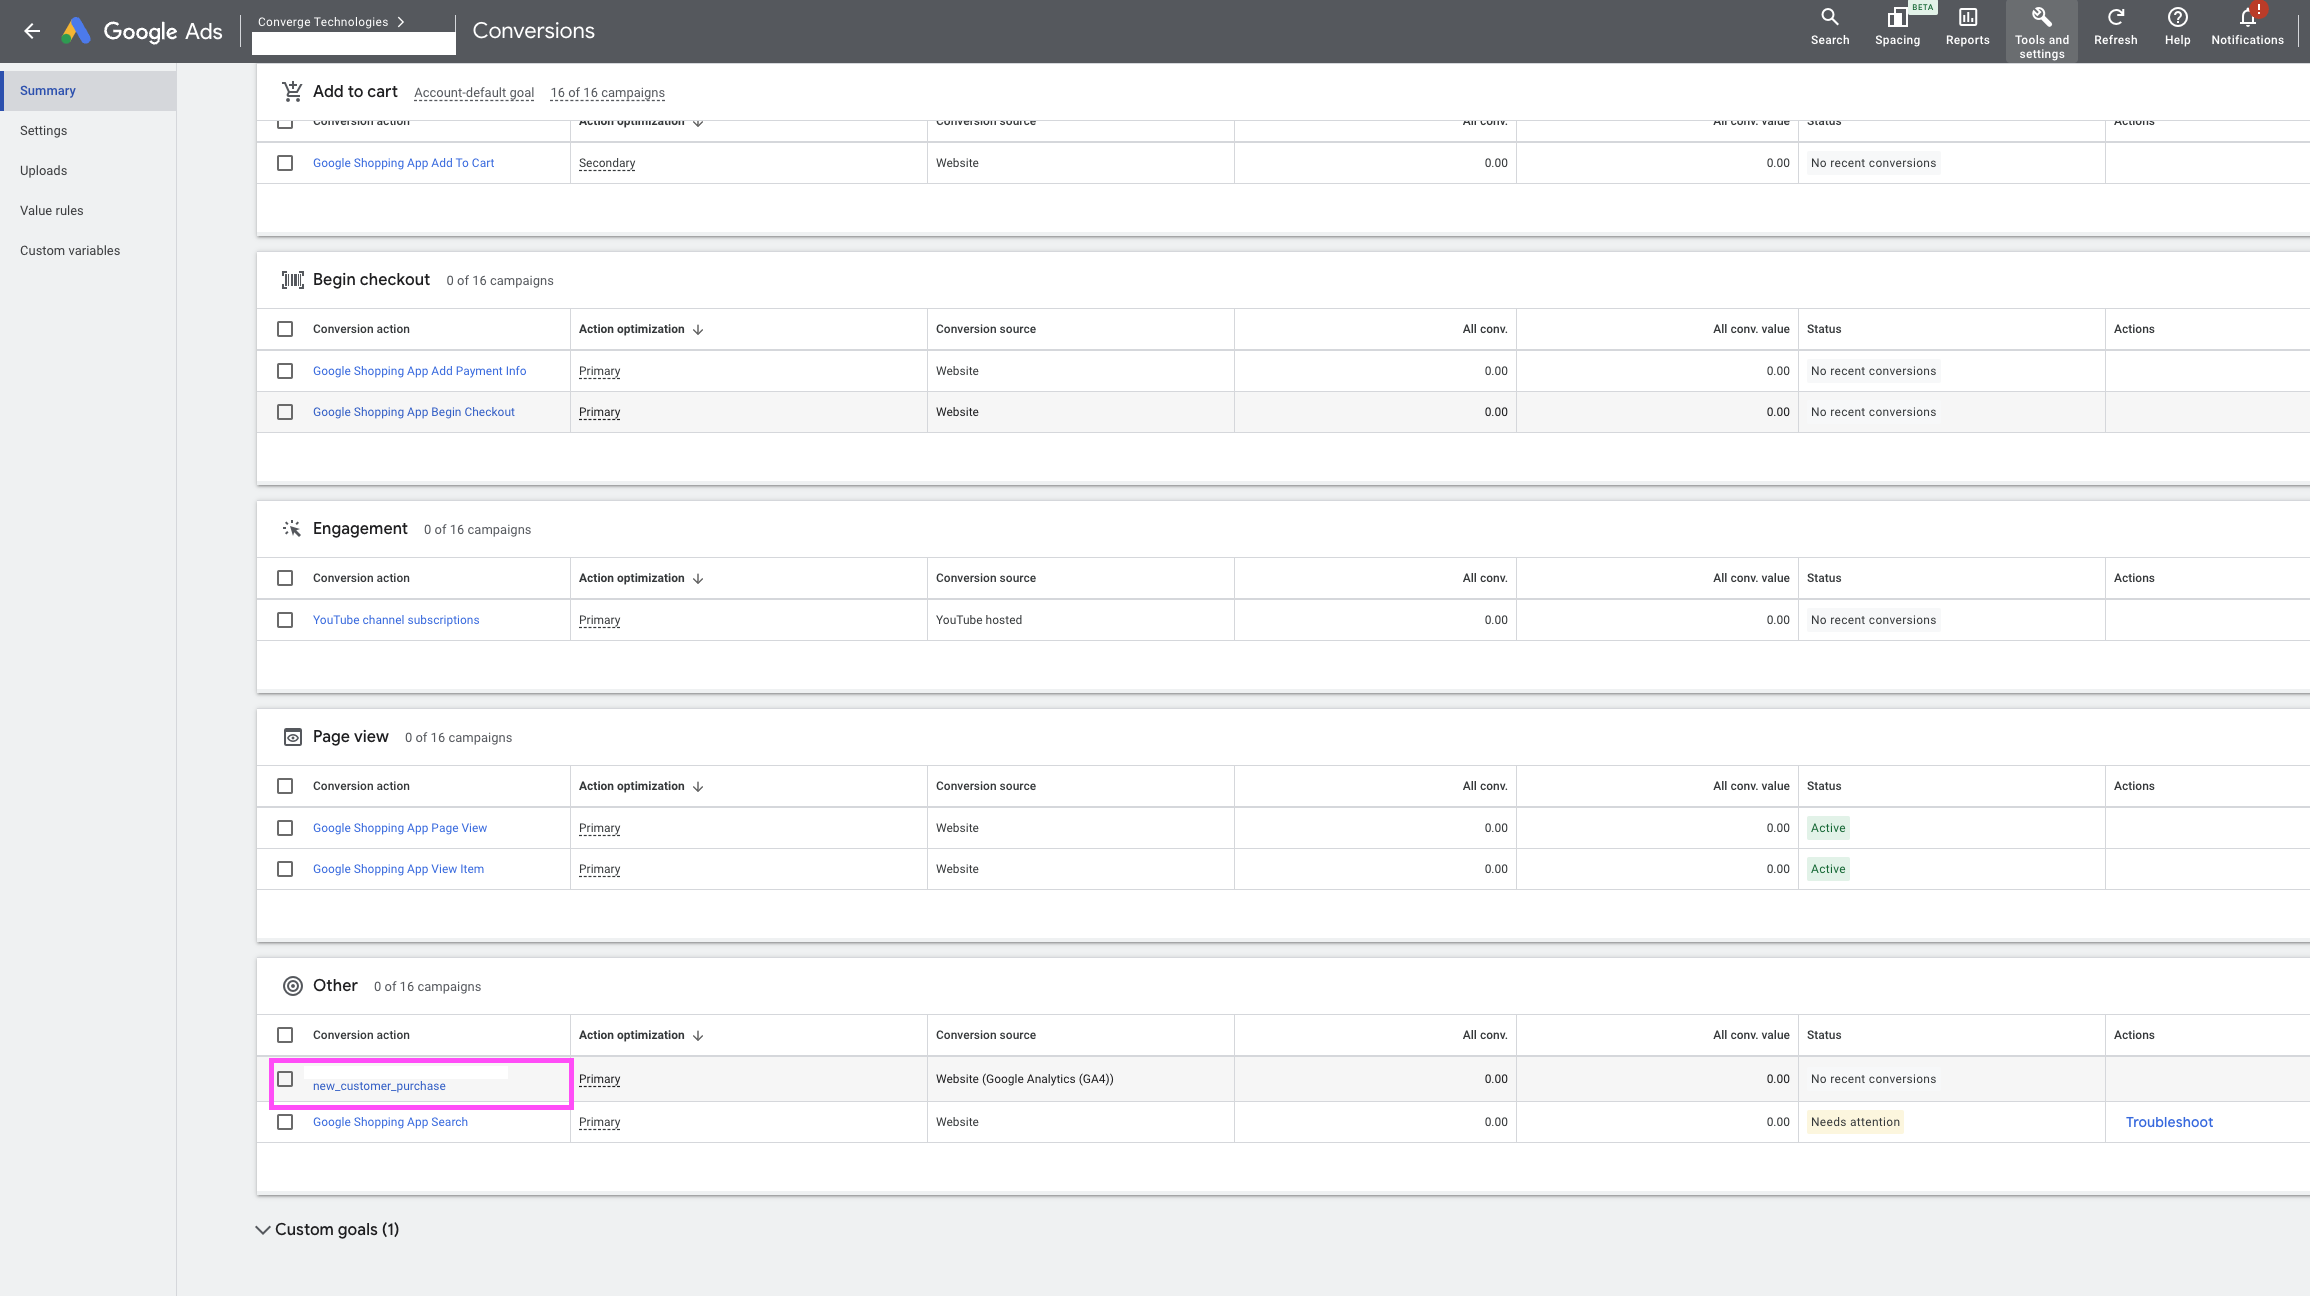 Google Ads
Converge Technologies
Conversions
Search
BETA
Spacing
Reports
Tools and settings
Refresh
Help
!
Notifications
Summary
Settings
Uploads
Value rules
Custom variables
Add to cart Account-default goal 16 of 16 campaigns
Conversion action Action optimization Conversion source All conv. All conv. value Status Actions
Google Shopping App Add To Cart Secondary Website 0.00 0.00 No recent conversions
Begin checkout 0 of 16 campaigns
Conversion action Action optimization Conversion source All conv. All conv. value Status Actions
Google Shopping App Add Payment Info Primary Website 0.00 0.00 No recent conversions
Google Shopping App Begin Checkout Primary Website 0.00 0.00 No recent conversions
Engagement 0 of 16 campaigns
Conversion action Action optimization Conversion source All conv. All conv. value Status Actions
YouTube channel subscriptions Primary YouTube hosted 0.00 0.00 No recent conversions
Page view 0 of 16 campaigns
Conversion action Action optimization Conversion source All conv. All conv. value Status Actions
Google Shopping App Page View Primary Website 0.00 0.00 Active
Google Shopping App View Item Primary Website 0.00 0.00 Active
Other 0 of 16 campaigns
Conversion action Action optimization Conversion source All conv. All conv. value Status Actions
new_customer_purchase Primary Website (Google Analytics (GA4)) 0.00 0.00 No recent conversions
Google Shopping App Search Primary Website 0.00 0.00 Needs attention Troubleshoot
Custom goals (1)